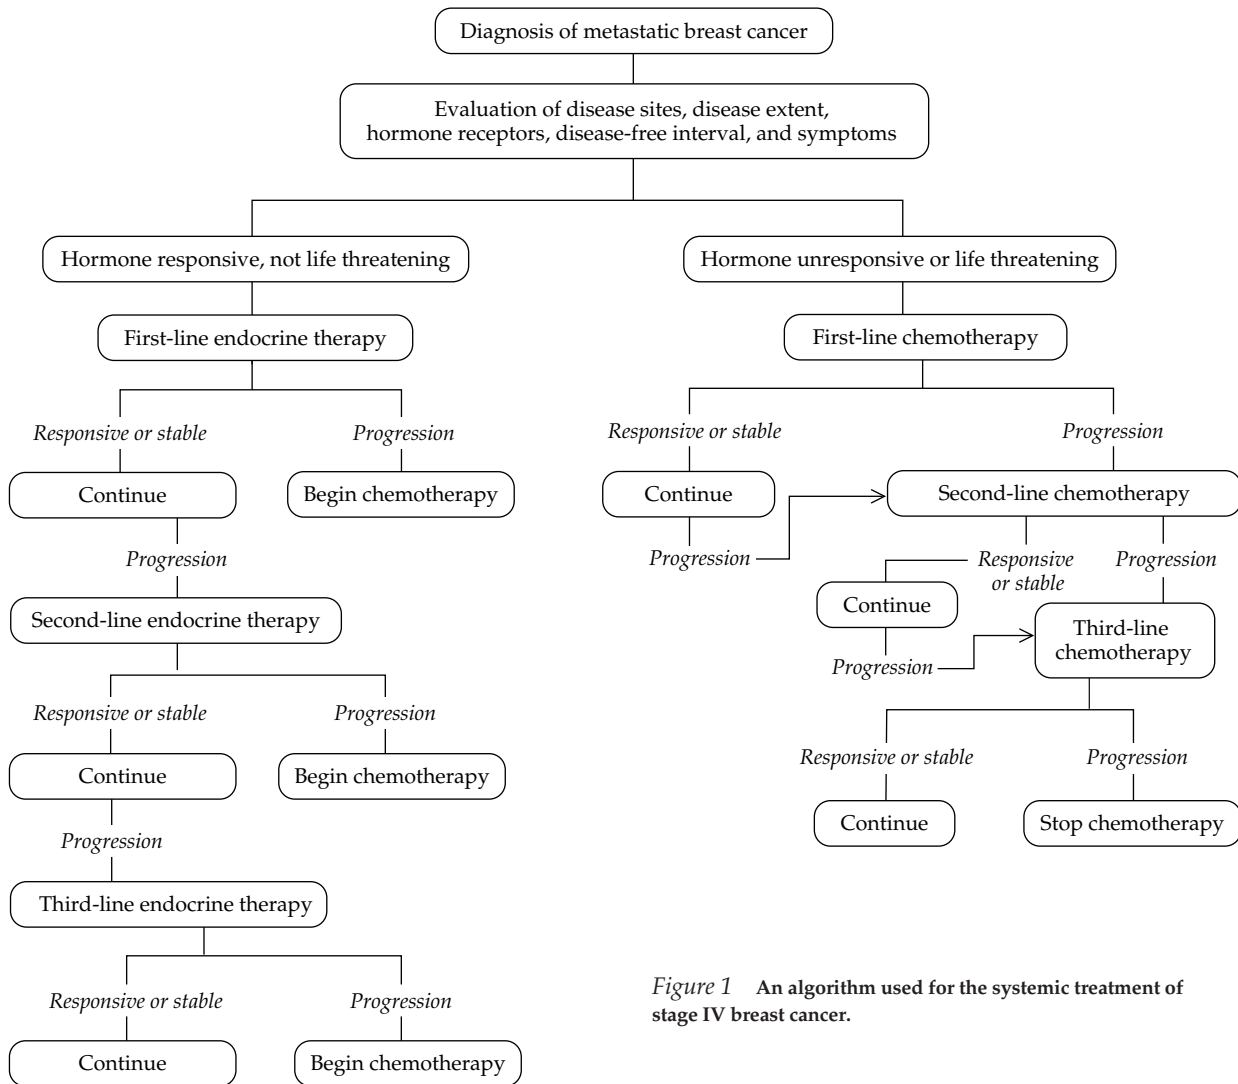 Diagnosis of metastatic breast cancer
Evaluation of disease sites, disease extent,
hormone receptors, disease-free interval, and symptoms
Hormone responsive, not life threatening
First-line endocrine therapy
Responsive or stable
Progression
Continue
Begin chemotherapy
Progression
Second-line endocrine therapy
Responsive or stable
Progression
Continue
Begin chemotherapy
Progression
Third-line endocrine therapy
Responsive or stable
Progression
Continue
Begin chemotherapy
Hormone unresponsive or life threatening
First-line chemotherapy
Responsive or stable
Progression
Continue
Second-line chemotherapy
Progression
Responsive
or stable
Progression
Continue
Third-line
chemotherapy
Progression
Responsive or stable
Progression
Continue
Stop chemotherapy
Figure 1 An algorithm used for the systemic treatment of
stage IV breast cancer.